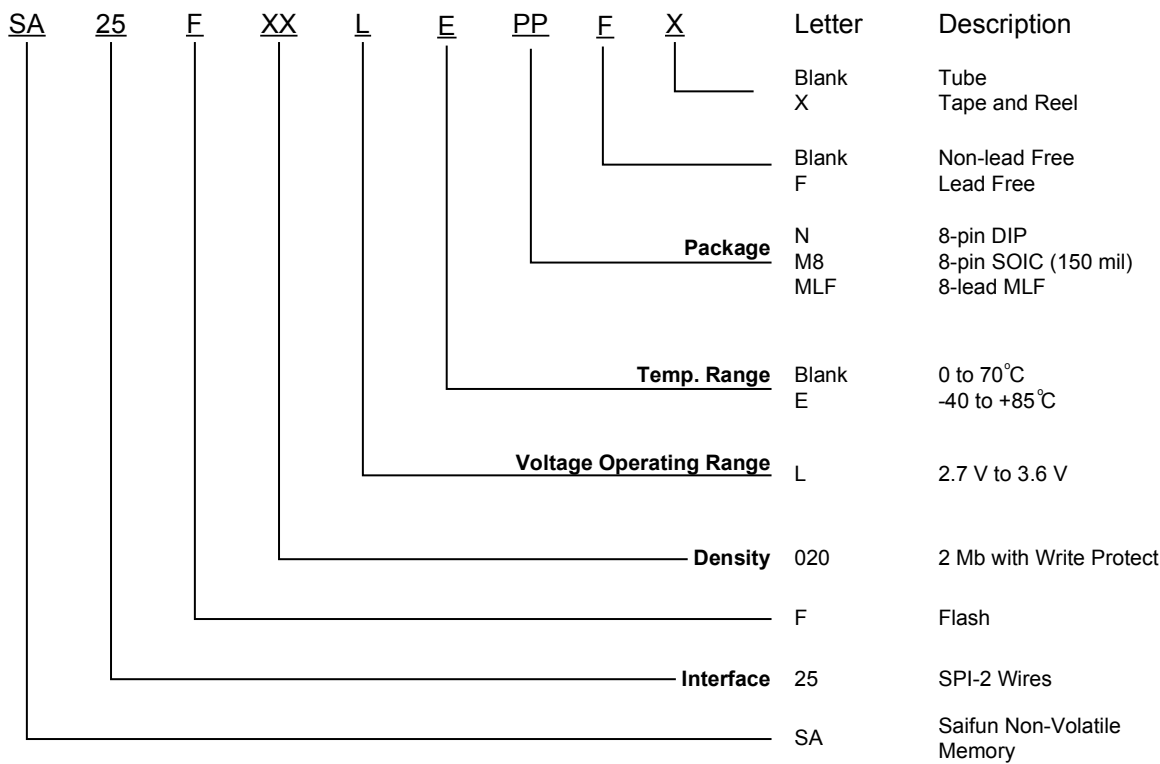 SA 25 F XX L E PP F X Letter Description
Blank Tube
X Tape and Reel
Blank Non-lead Free
F Lead Free
Package N 8-pin DIP
M8 8-pin SOIC (150 mil)
MLF 8-lead MLF
Temp. Range Blank 0 to 70°C
E -40 to +85°C
Voltage Operating Range L 2.7 V to 3.6 V
Density 020 2 Mb with Write Protect
F Flash
Interface 25 SPI-2 Wires
SA Saifun Non-Volatile
Memory